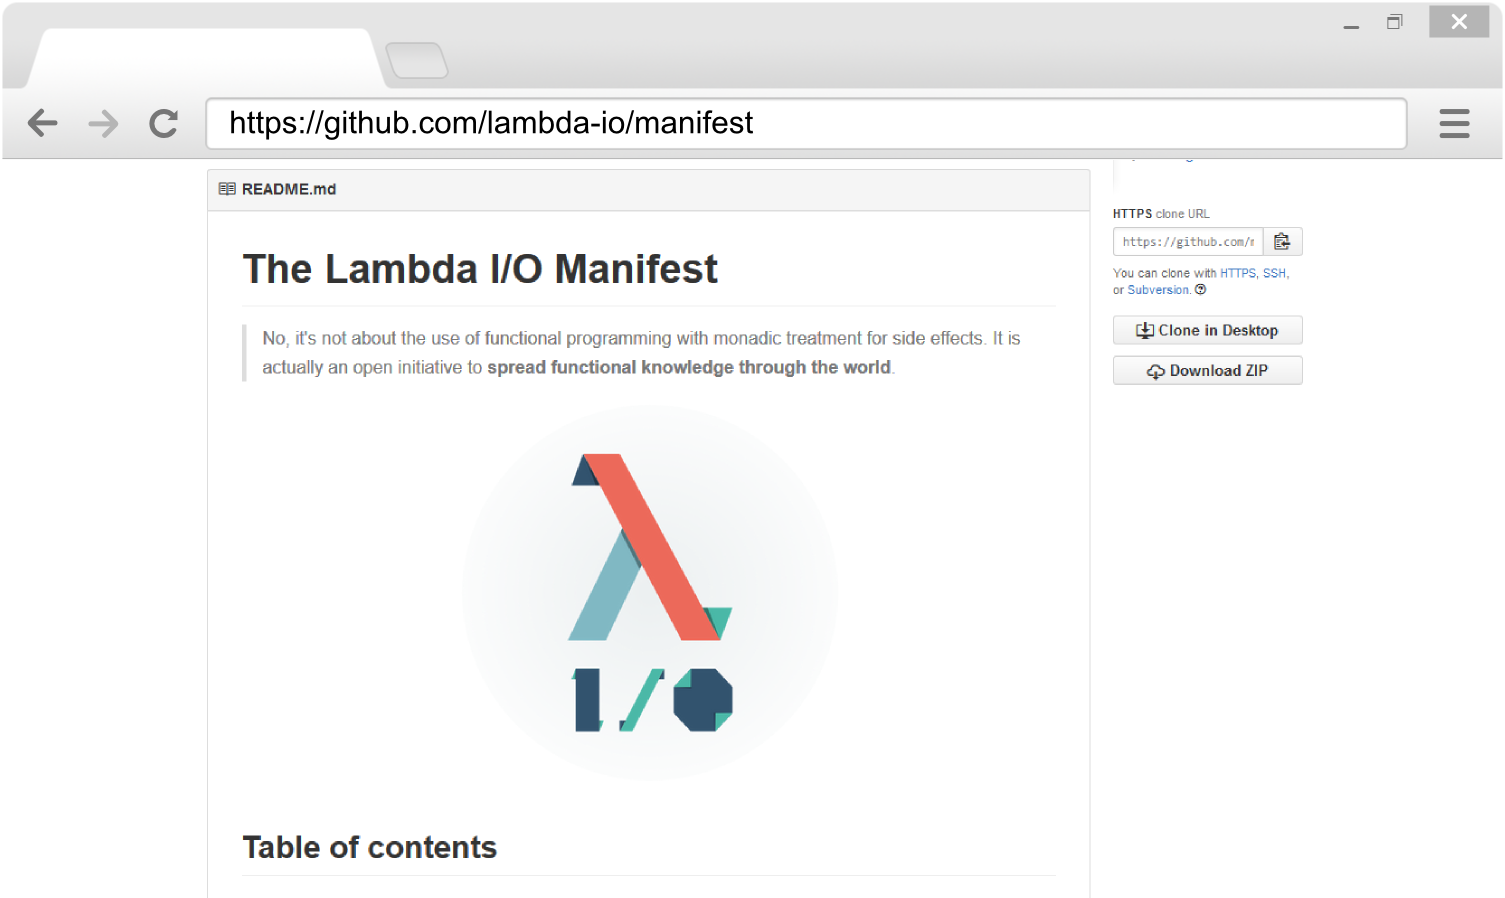 https://github.com/lambda-io/manifest
README.md
The Lambda I/O Manifest
No, it's not about the use of functional programming with monadic treatment for side effects. It is
actually an open initiative to spread functional knowledge through the world.
λ
I/O
Table of contents
HTTPS clone URL
https://github.com/r
You can clone with HTTPS, SSH,
or Subversion.
Clone in Desktop
Download ZIP